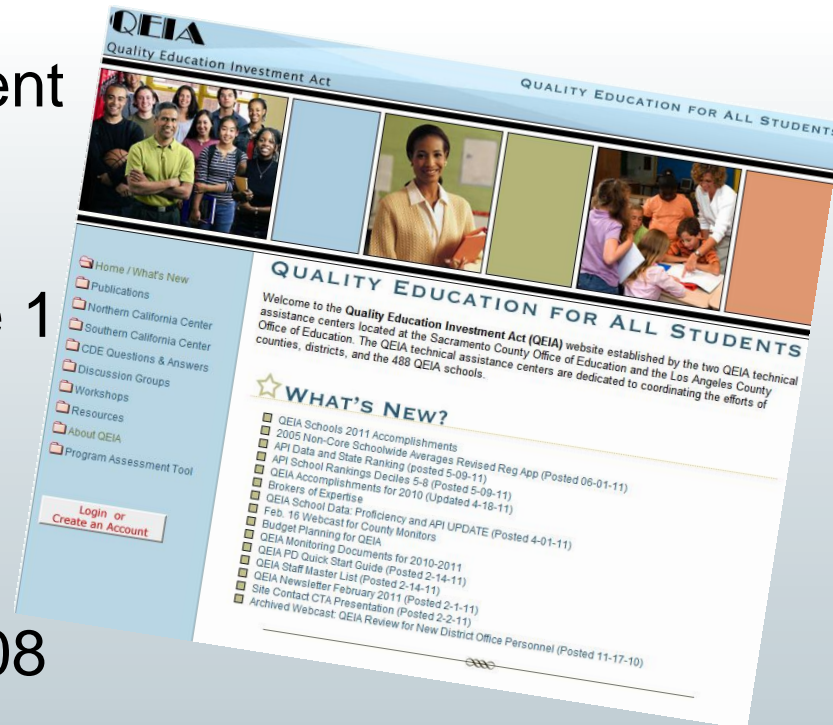 ent
e 1
08
QEIA
Quality Education Investment Act
QUALITY EDUCATION FOR ALL STUDENTS
Home / What's New
Publications
Northern California Center
Southern California Center
CDE Questions & Answers
Discussion Groups
Workshops
Resources
About QEIA
Program Assessment Tool
Login or
Create an Account
QUALITY EDUCATION FOR ALL STUDENTS
Welcome to the Quality Education Investment Act (QEIA) website established by the two QEIA technical
assistance centers located at the Sacramento County Office of Education and the Los Angeles County
Office of Education. The QEIA technical assistance centers are dedicated to coordinating the efforts of
counties, districts, and the 488 QEIA schools.
WHAT'S NEW?
QEIA Schools 2011 Accomplishments
2005 Non-Core Schoolwide Averages Revised Reg App (Posted 06-01-11)
API Data and State Ranking (posted 5-09-11)
API School Rankings Deciles 5-8 (Posted 5-09-11)
QEIA Accomplishments for 2010 (Updated 4-18-11)
Brokers of Expertise
QEIA School Data: Proficiency and API UPDATE (Posted 4-01-11)
Feb. 16 Webcast for County Monitors
Budget Planning for QEIA
QEIA Monitoring Documents for 2010-2011
QEIA PD Quick Start Guide (Posted 2-14-11)
QEIA Staff Master List (Posted 2-14-11)
QEIA Newsletter February 2011 (Posted 2-1-11)
Site Contact CTA Presentation (Posted 2-2-11)
Archived Webcast: QEIA Review for New District Office Personnel (Posted 11-17-10)